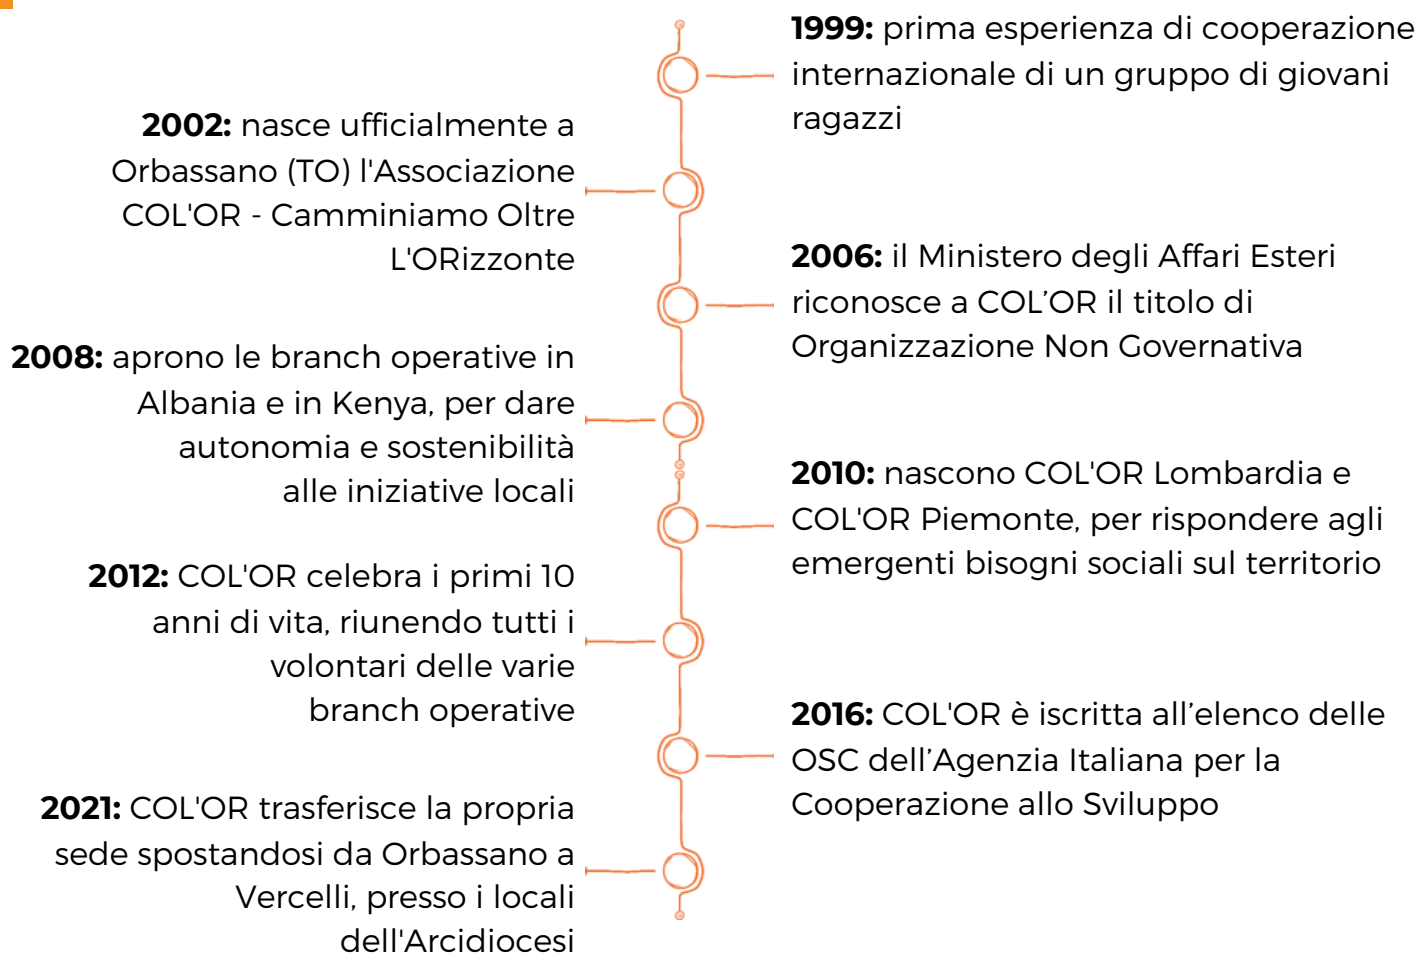 1999: prima esperienza di cooperazione
internazionale di un gruppo di giovani
ragazzi
2002: nasce ufficialmente a
Orbassano (TO) l'Associazione
COL'OR - Camminiamo Oltre
L'ORizzonte
2006: il Ministero degli Affari Esteri
riconosce a COL’OR il titolo di
Organizzazione Non Governativa
2008: aprono le branch operative in
Albania e in Kenya, per dare
autonomia e sostenibilità
alle iniziative locali
2010: nascono COL'OR Lombardia e
COL'OR Piemonte, per rispondere agli
emergenti bisogni sociali sul territorio
2012: COL'OR celebra i primi 10
anni di vita, riunendo tutti i
volontari delle varie
branch operative
2016: COL'OR è iscritta all’elenco delle
OSC dell’Agenzia Italiana per la
Cooperazione allo Sviluppo
2021: COL'OR trasferisce la propria
sede spostandosi da Orbassano a
Vercelli, presso i locali
dell'Arcidiocesi